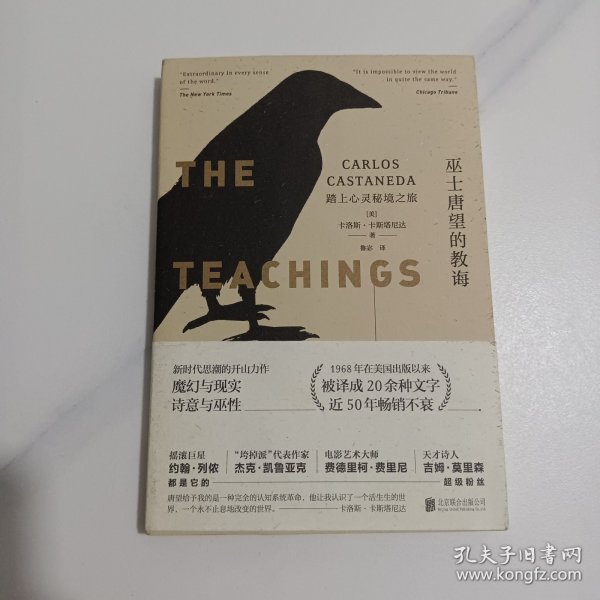 "Extraordinary in every sense
of the word."
The New York Times
"It is impossible to view the world
in quite the same way."
Chicago Tribune
THE
TEACHINGS
CARLOS
CASTANEDA
踏上心灵秘境之旅
[美]
卡洛斯·卡斯塔尼达
著
鲁宓 译
巫士唐望的教诲
新时代思潮的开山力作
魔幻与现实
诗意与巫性
1968年在美国出版以来
被译成20余种文字
近50年畅销不衰
摇滚巨星
约翰·列侬
"垮掉派"代表作家
杰克·凯鲁亚克
电影艺术大师
费德里柯·费里尼
天才诗人
吉姆·莫里森
都是它的
超级粉丝
唐望给予我的是一种完全的认知系统革命,他让我认识了一个活生生的世
界、一个永不止息地改变的世界。——卡洛斯·卡斯塔尼达
北京联合出版公司
孔夫子旧书网
www.kongfz.com